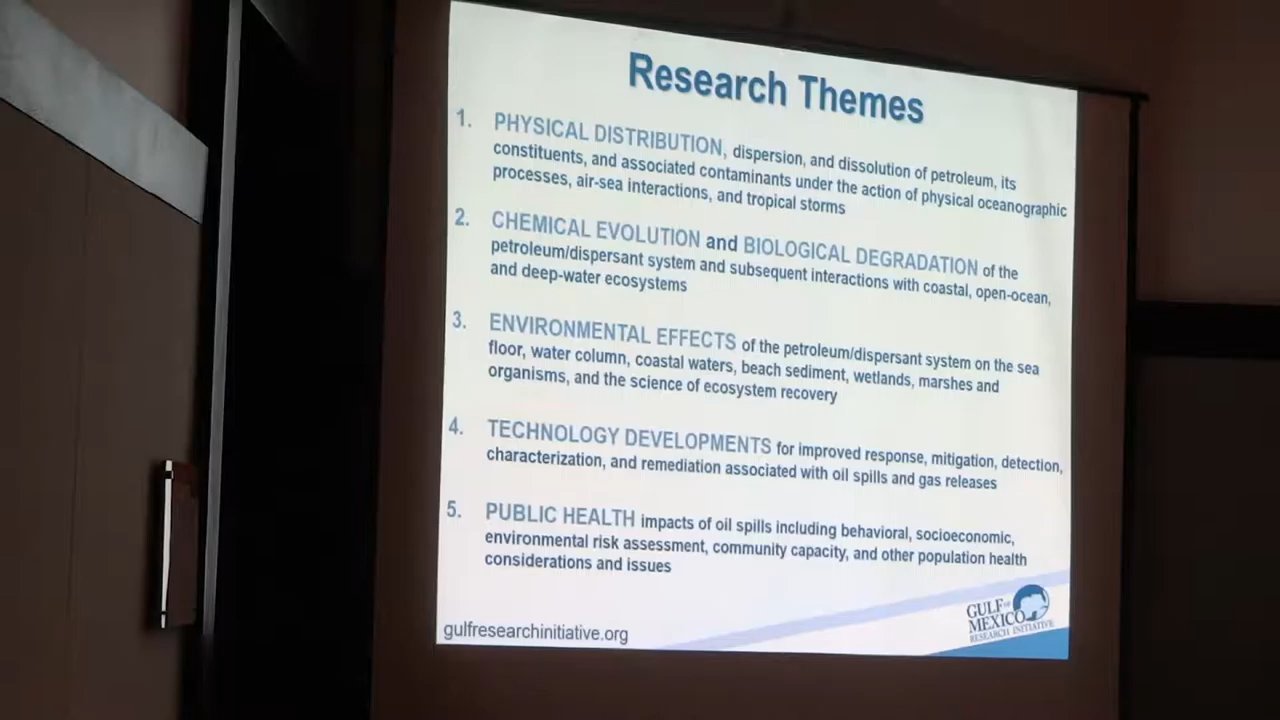 Research Themes
1. PHYSICAL DISTRIBUTION, dispersion, and dissolution of petroleum, its
constituents, and associated contaminants under the action of physical oceanographic
processes, air-sea interactions, and tropical storms
2. CHEMICAL EVOLUTION and BIOLOGICAL DEGRADATION of the
petroleum/dispersant system and subsequent interactions with coastal, open-ocean,
and deep-water ecosystems
3. ENVIRONMENTAL EFFECTS of the petroleum/dispersant system on the sea
floor, water column, coastal waters, beach sediment, wetlands, marshes and
organisms, and the science of ecosystem recovery
4. TECHNOLOGY DEVELOPMENTS for improved response, mitigation, detection,
characterization, and remediation associated with oil spills and gas releases
5. PUBLIC HEALTH impacts of oil spills including behavioral, socioeconomic,
environmental risk assessment, community capacity, and other population health
considerations and issues
gulfresearchinitiative.org
GULF OF
MEXICO
RESEARCH INITIATIVE